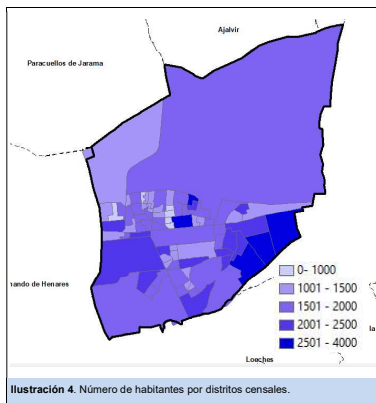 Ajalvir
Paracuellos de Jarama
nando de Henares
0- 1000
1001 - 1500
1501 - 2000
2001 - 2500
2501 - 4000
la
Loeches
Ilustración 4. Número de habitantes por distritos censales.